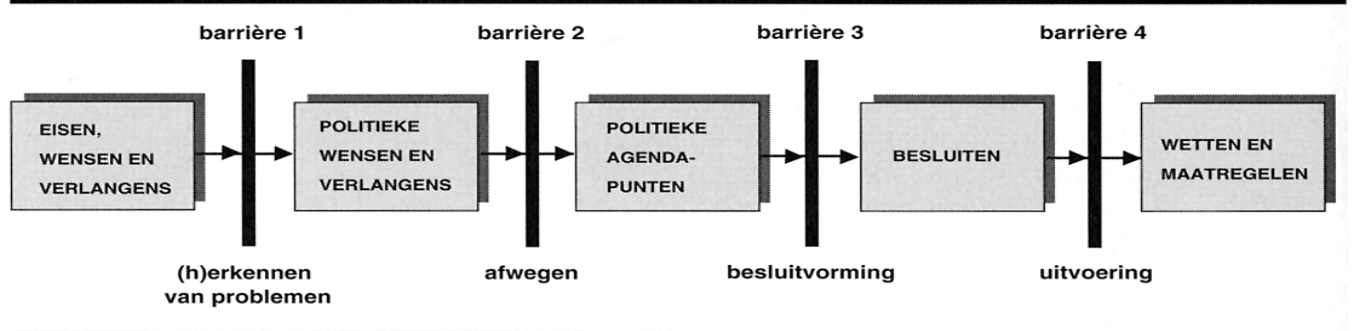 barrière 1
barrière 2
barrière 3
barrière 4
EISEN,
WENSEN EN
VERLANGENS
POLITIEKE
WENSEN EN
VERLANGENS
POLITIEKE
AGENDA-
PUNTEN
BESLUITEN
WETTEN EN
MAATREGELEN
(h)erkennen
van problemen
afwegen
besluitvorming
uitvoering